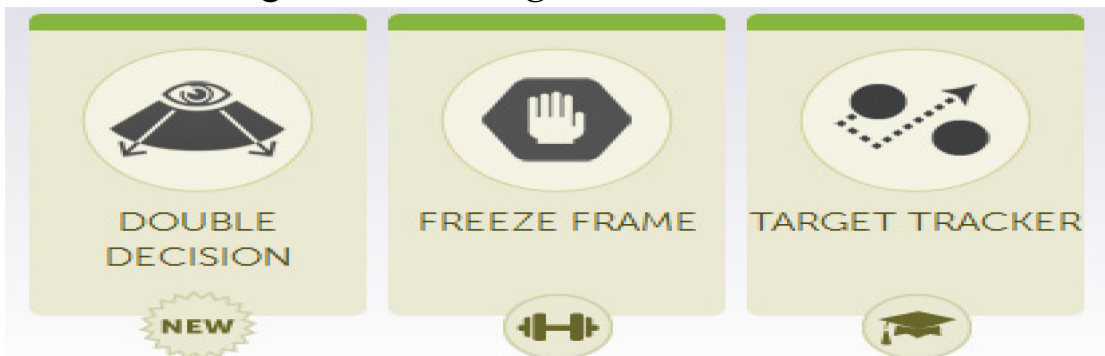 DOUBLE
DECISION
FREEZE FRAME
TARGET TRACKER
NEW